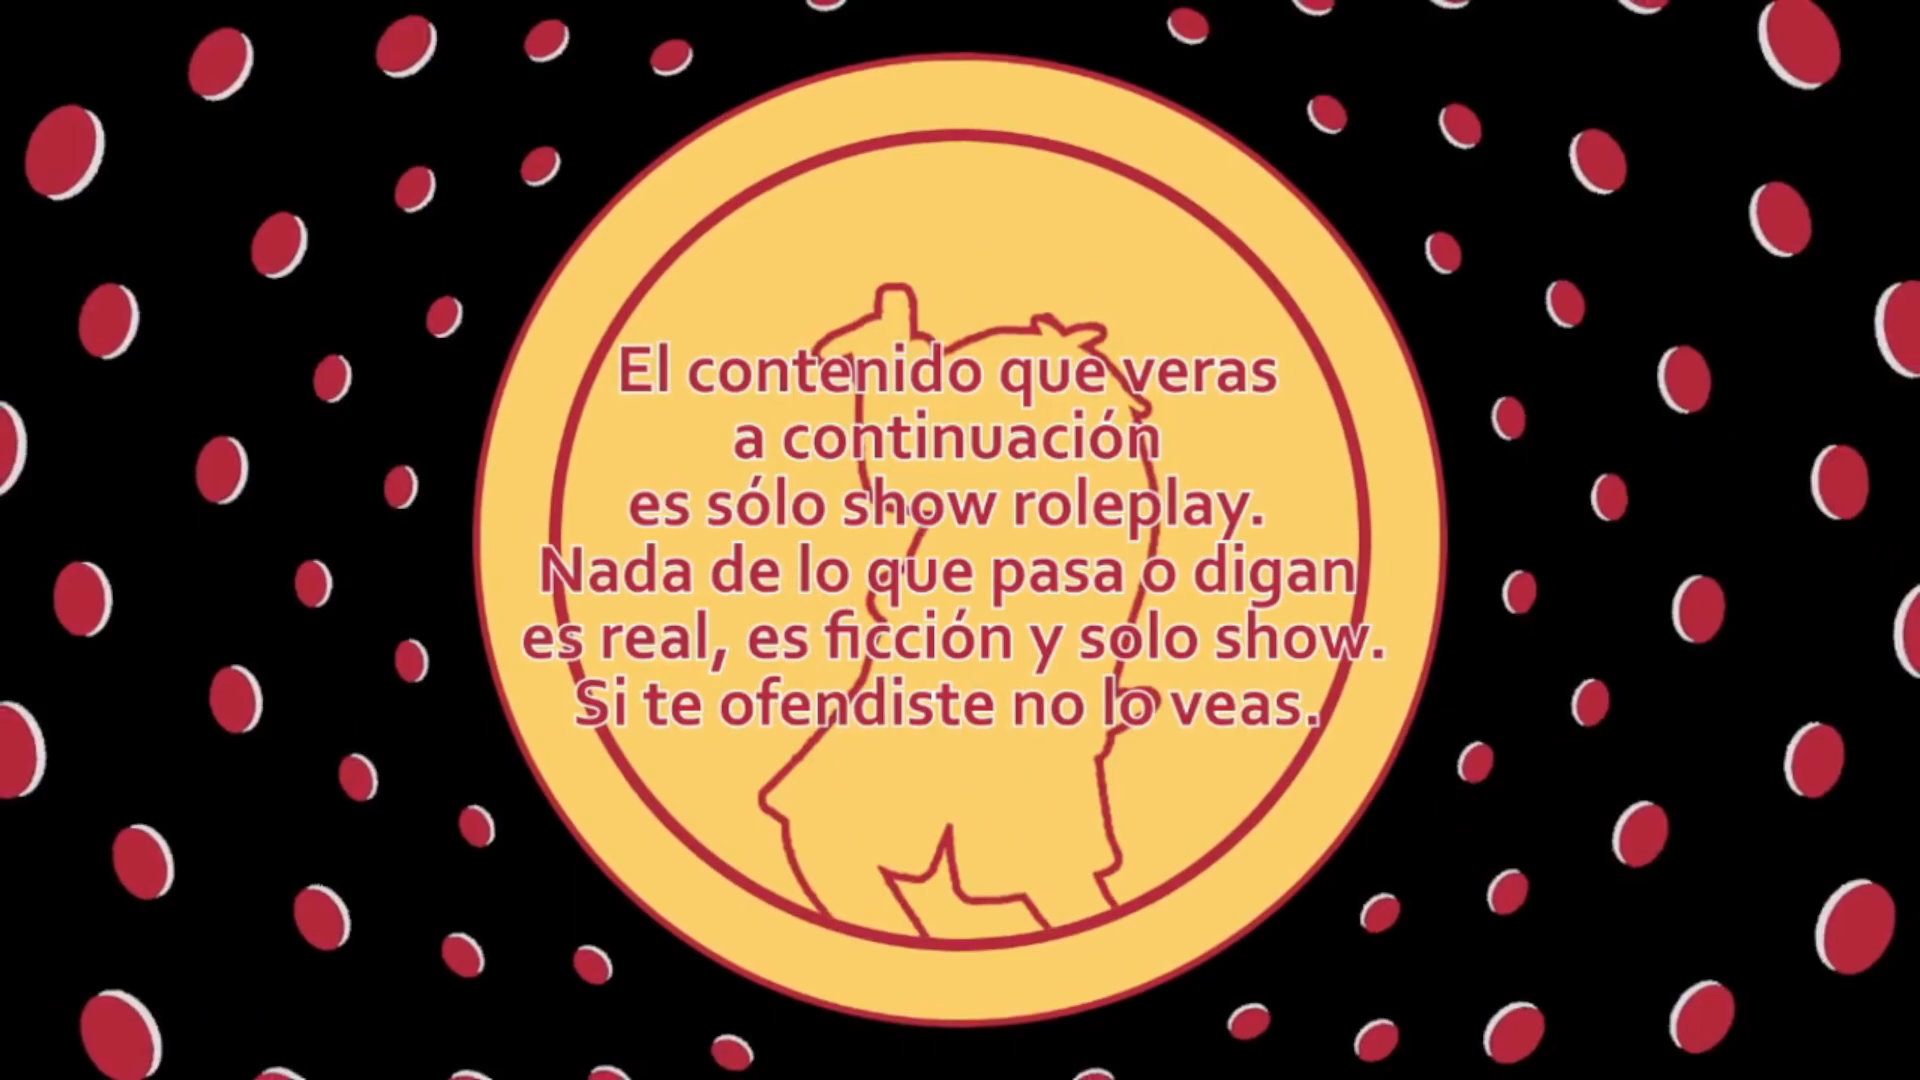 El contenido que veras
a continuación
es sólo show roleplay.
Nada de lo que pasa o digan
es real, es ficción y solo show.
Si te ofendiste no lo veas.